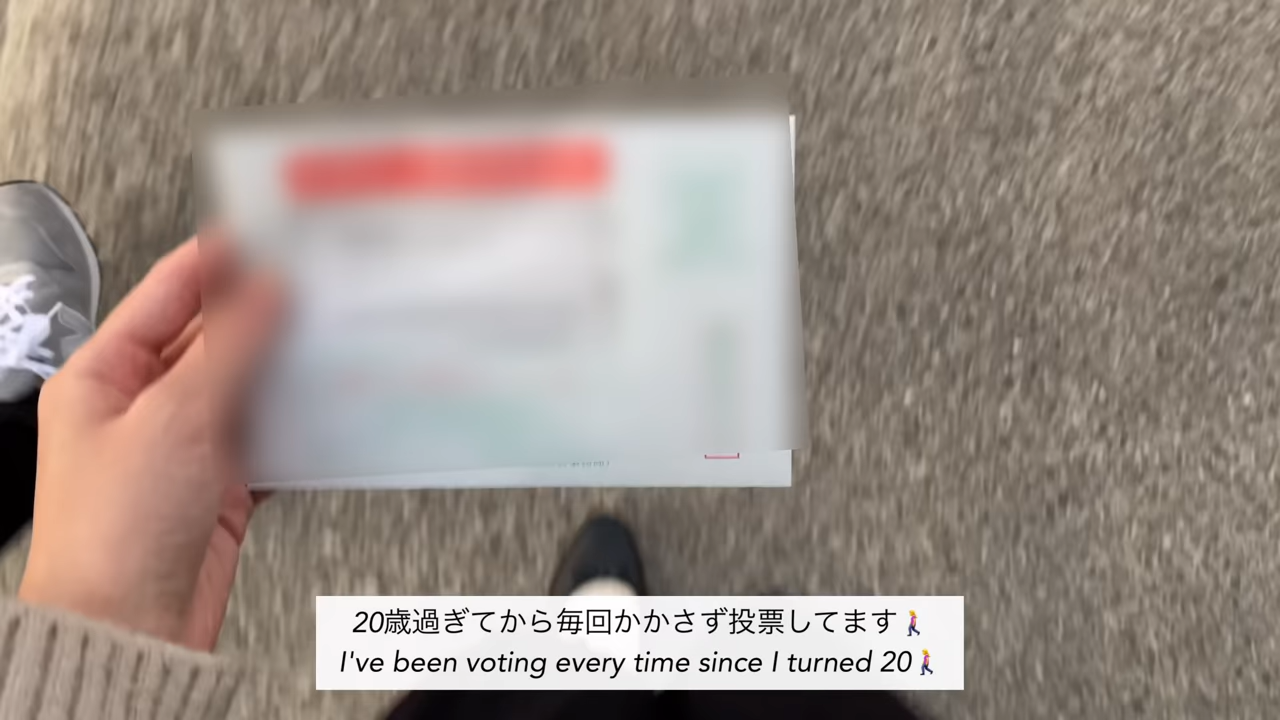 20歳過ぎてから毎回かかさず投票してます🚶‍♀️
I've been voting every time since I turned 20🚶‍♀️